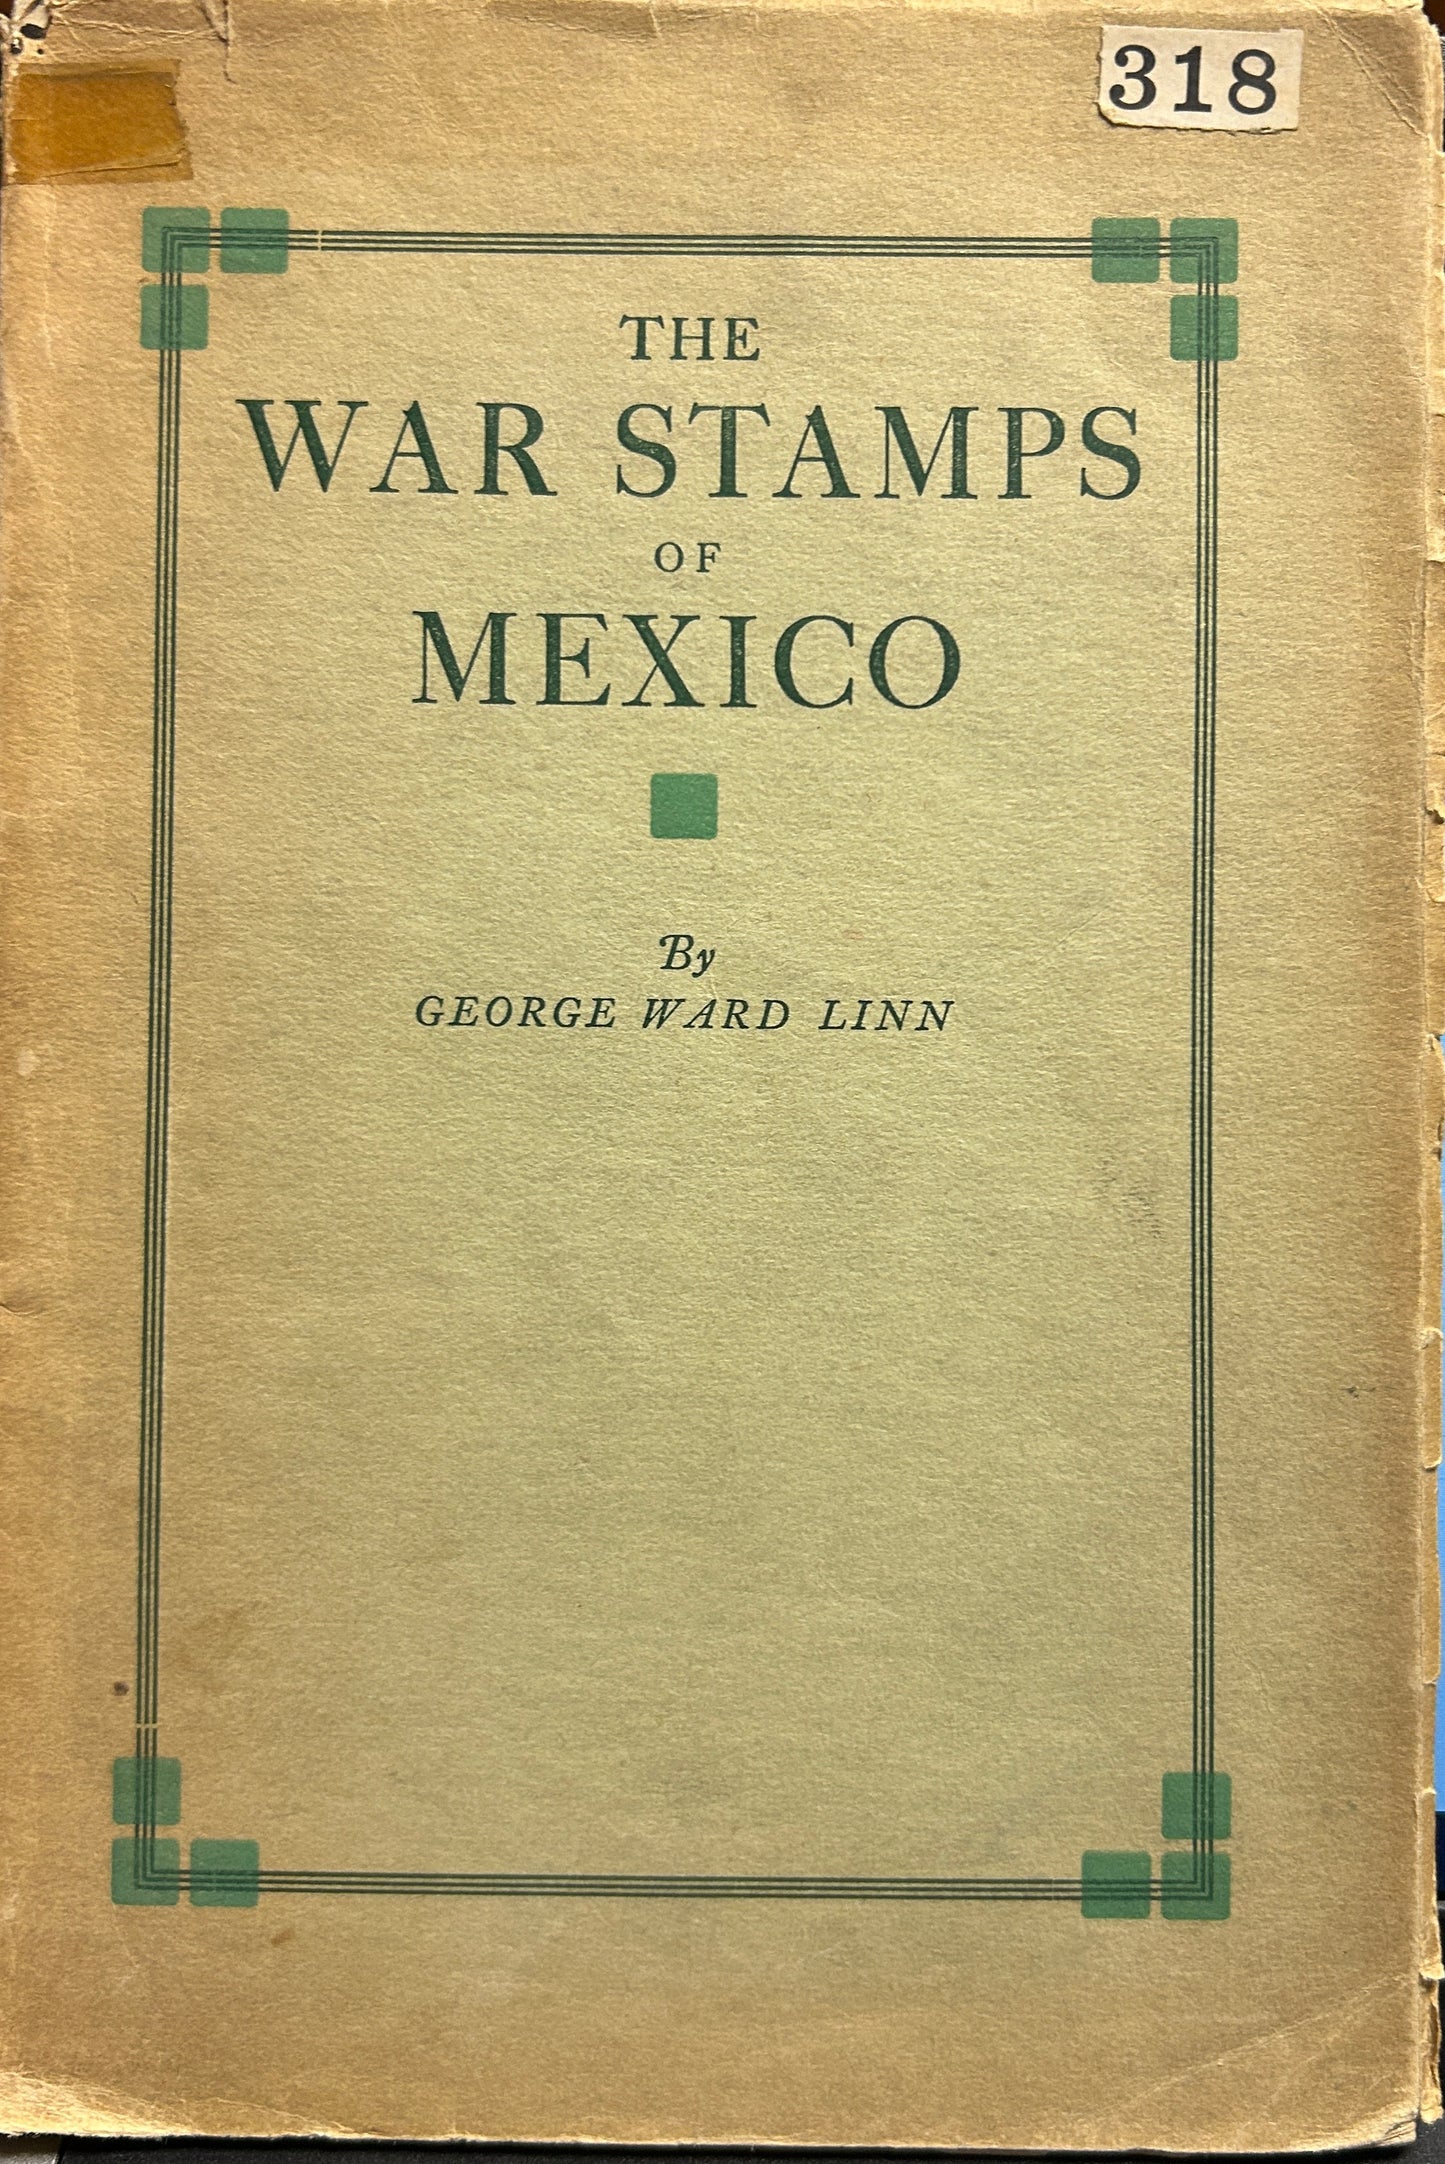 318
THE
WAR STAMPS
OF
MEXICO
By
GEORGE WARD LINN